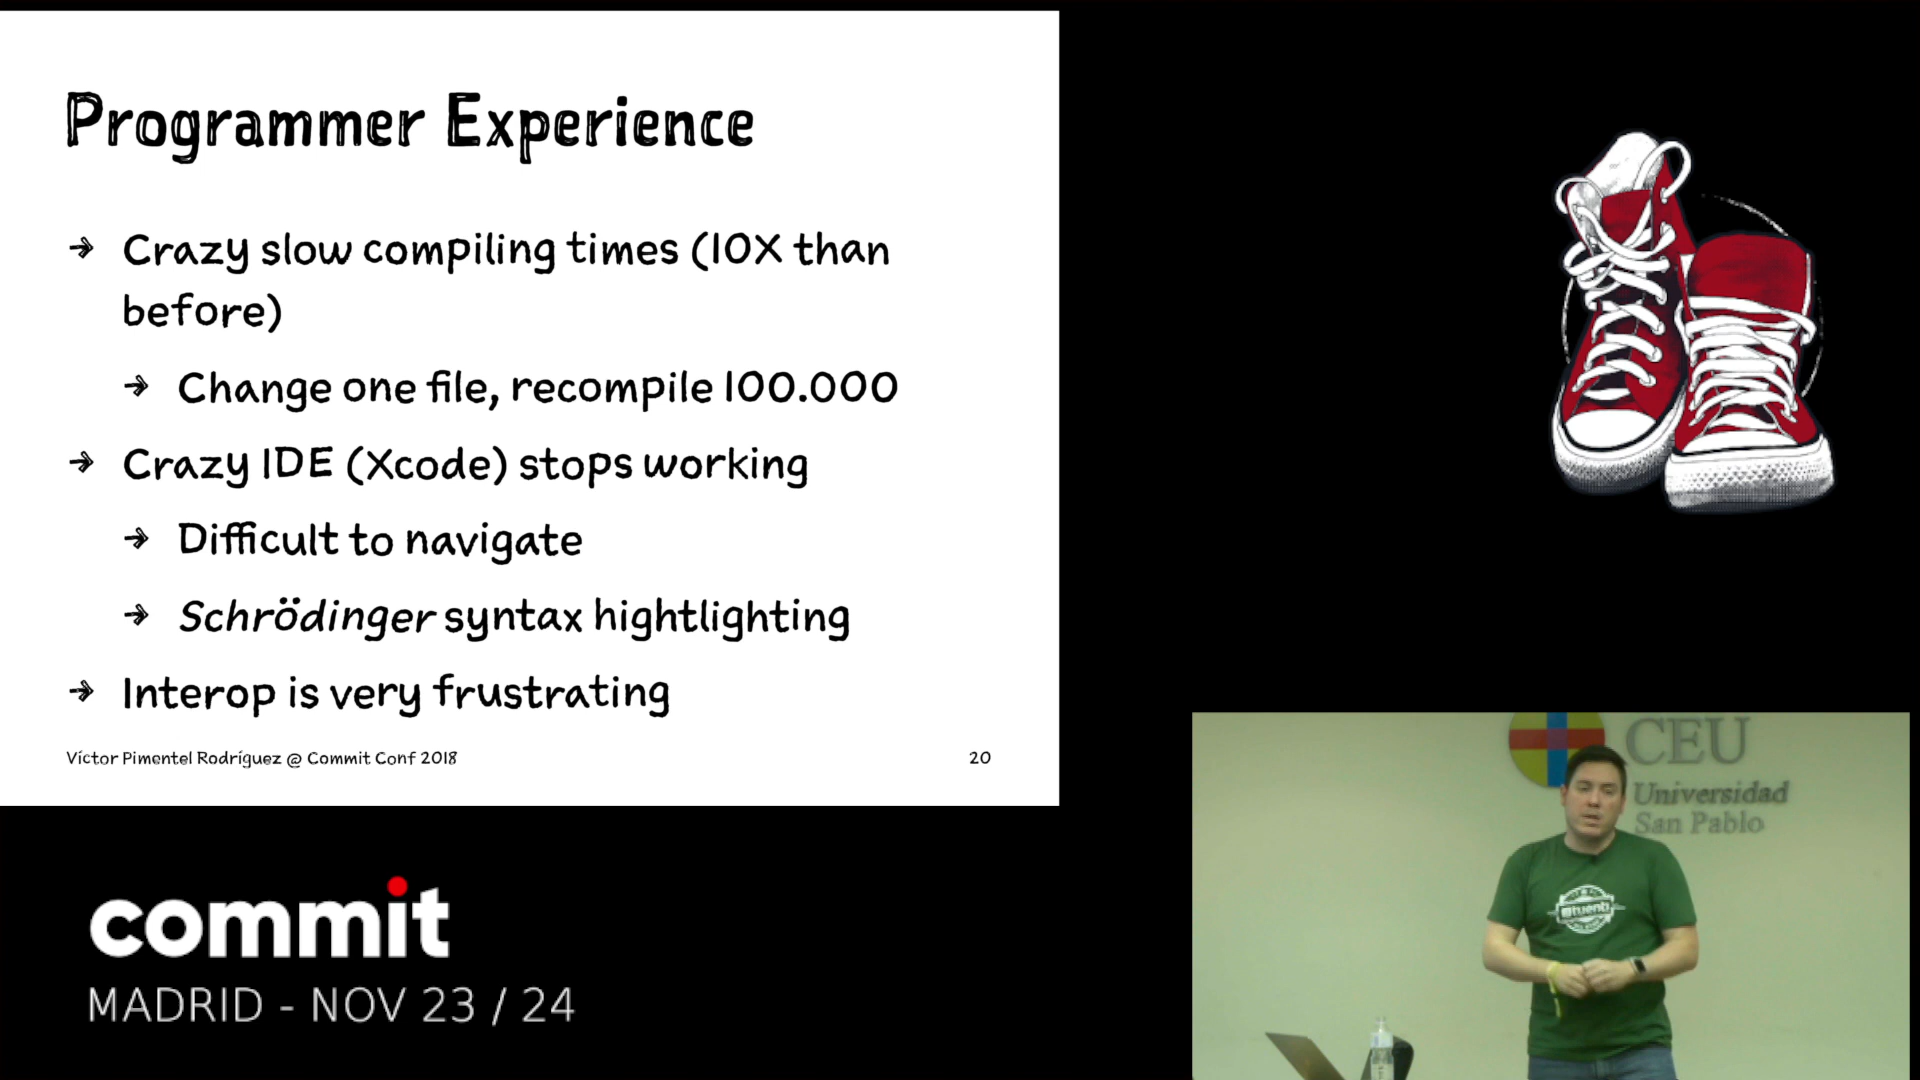 Programmer Experience
→ Crazy slow compiling times (10X than
before)
→ Change one file, recompile 100.000
→ Crazy IDE (Xcode) stops working
→ Difficult to navigate
→ Schrödinger syntax hightlighting
→ Interop is very frustrating
Víctor Pimentel Rodríguez @ Commit Conf 2018
20
commit
MADRID - NOV 23 / 24
CEU
Universidad
San Pablo
tuenti